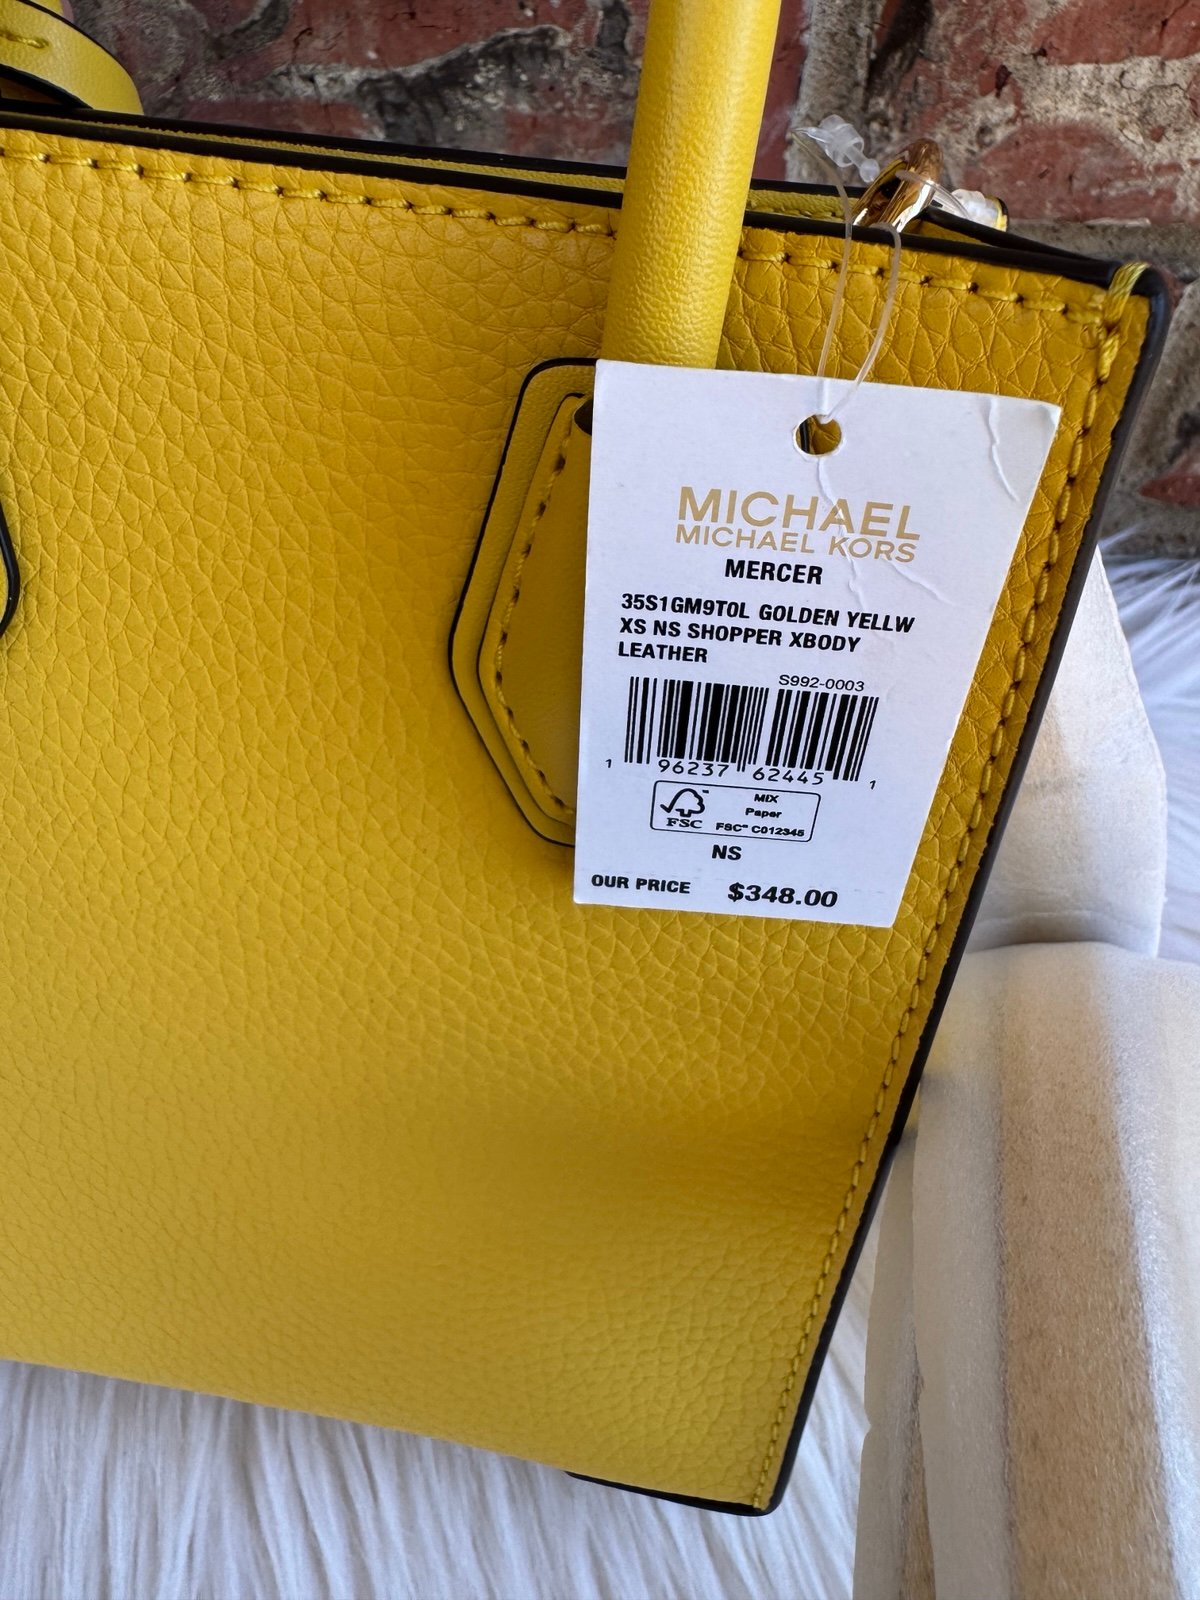 MICHAEL
MICHAEL KORS
MERCER
35S1GM9T0L GOLDEN YELLW
XS NS SHOPPER XBODY
LEATHER
S992-0003
1 96237 62445 1
FSC™
MIX
Paper
FSC® C012345
NS
OUR PRICE $348.00